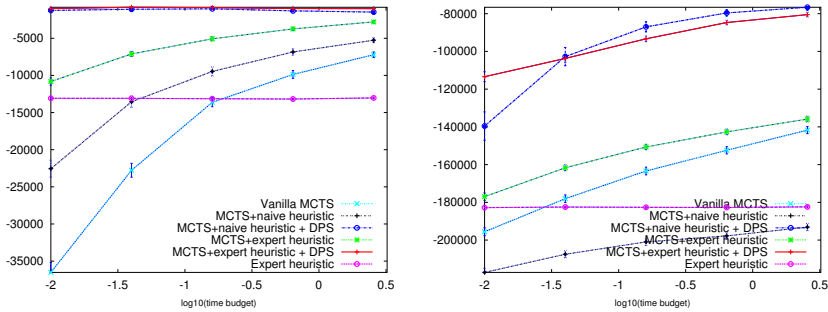 -5000
-10000
-15000
-20000
-25000
-30000
-35000
-2
-1.5
-1
-0.5
0
0.5
log10(time budget)
Vanilla MCTS
MCTS+naive heuristic
MCTS+naive heuristic + DPS
MCTS+expert heuristic
MCTS+expert heuristic + DPS
Expert heuristic
-80000
-100000
-120000
-140000
-160000
-180000
-200000
-2
-1.5
-1
-0.5
0
0.5
log10(time budget)
Vanilla MCTS
MCTS+naive heuristic
MCTS+naive heuristic + DPS
MCTS+expert heuristic
MCTS+expert heuristic + DPS
Expert heuristic